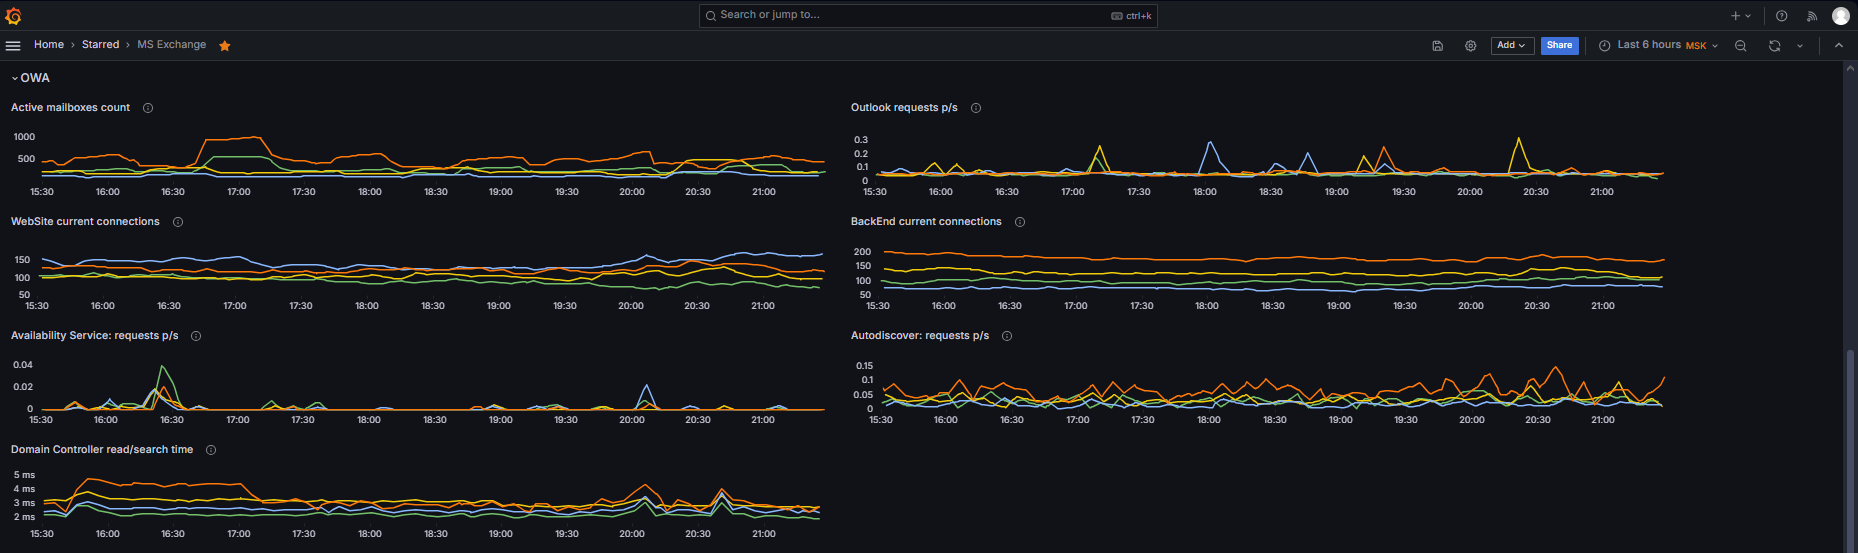 Search or jump to...
ctrl+k
Home > Starred > MS Exchange
Add
Share
Last 6 hours MSK
OWA
Active mailboxes count
1000
500
15:30 16:00 16:30 17:00 17:30 18:00 18:30 19:00 19:30 20:00 20:30 21:00
Outlook requests p/s
0.3
0.2
0.1
0
15:30 16:00 16:30 17:00 17:30 18:00 18:30 19:00 19:30 20:00 20:30 21:00
WebSite current connections
150
100
50
15:30 16:00 16:30 17:00 17:30 18:00 18:30 19:00 19:30 20:00 20:30 21:00
BackEnd current connections
200
150
100
50
15:30 16:00 16:30 17:00 17:30 18:00 18:30 19:00 19:30 20:00 20:30 21:00
Availability Service: requests p/s
0.04
0.02
0
15:30 16:00 16:30 17:00 17:30 18:00 18:30 19:00 19:30 20:00 20:30 21:00
Autodiscover: requests p/s
0.15
0.1
0.05
0
15:30 16:00 16:30 17:00 17:30 18:00 18:30 19:00 19:30 20:00 20:30 21:00
Domain Controller read/search time
5 ms
4 ms
3 ms
2 ms
15:30 16:00 16:30 17:00 17:30 18:00 18:30 19:00 19:30 20:00 20:30 21:00